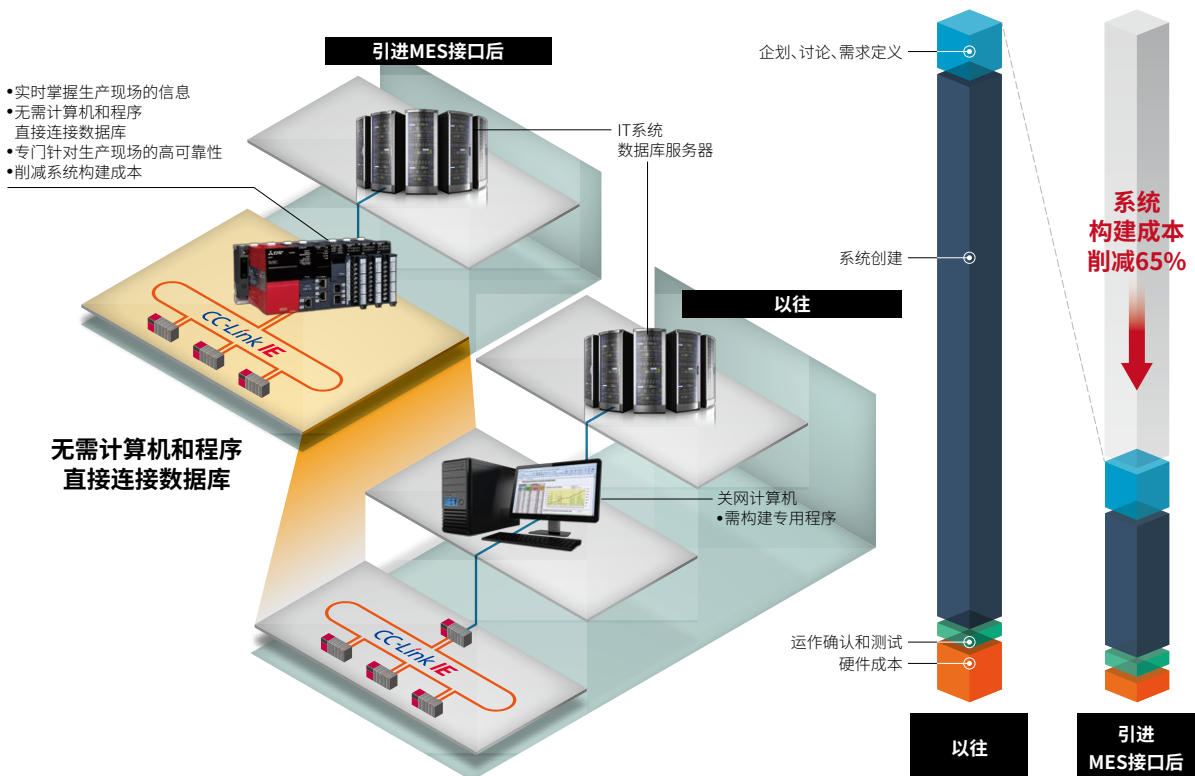 引进MES接口后
•实时掌握生产现场的信息
•无需计算机和程序
直接连接数据库
•专门针对生产现场的高可靠性
•削减系统构建成本
IT系统
数据库服务器
CC-Link IE
无需计算机和程序
直接连接数据库
以往
关网计算机
•需构建专用程序
CC-Link IE
企划、讨论、需求定义
系统创建
运作确认和测试
硬件成本
以往
系统
构建成本
削减65%
引进
MES接口后